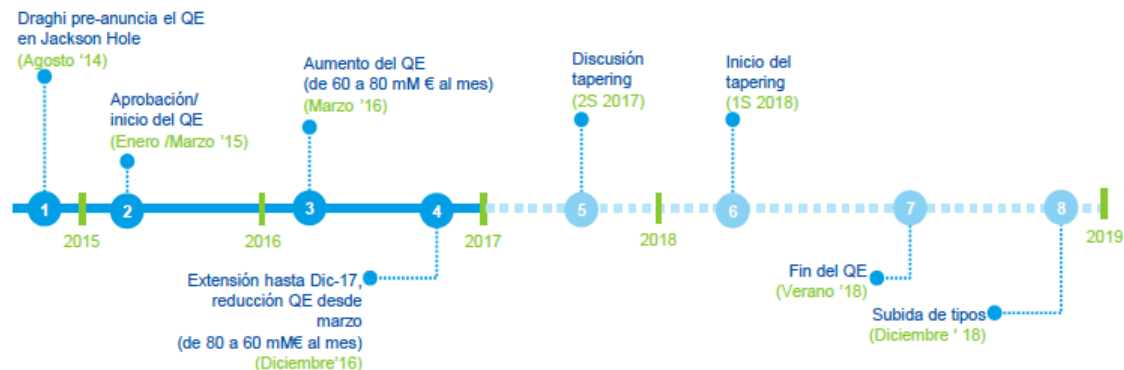 Draghi pre-anuncia el QE
en Jackson Hole
(Agosto '14)
Aprobación/
inicio del QE
(Enero /Marzo '15)
Aumento del QE
(de 60 a 80 mM € al mes)
(Marzo '16)
Discusión
tapering
(2S 2017)
Inicio del
tapering
(1S 2018)
1
2
3
4
5
6
7
8
2015
2016
2017
2018
2019
Extensión hasta Dic-17,
reducción QE desde
marzo
(de 80 a 60 mM€ al mes)
(Diciembre'16)
Fin del QE
(Verano '18)
Subida de tipos
(Diciembre ' 18)